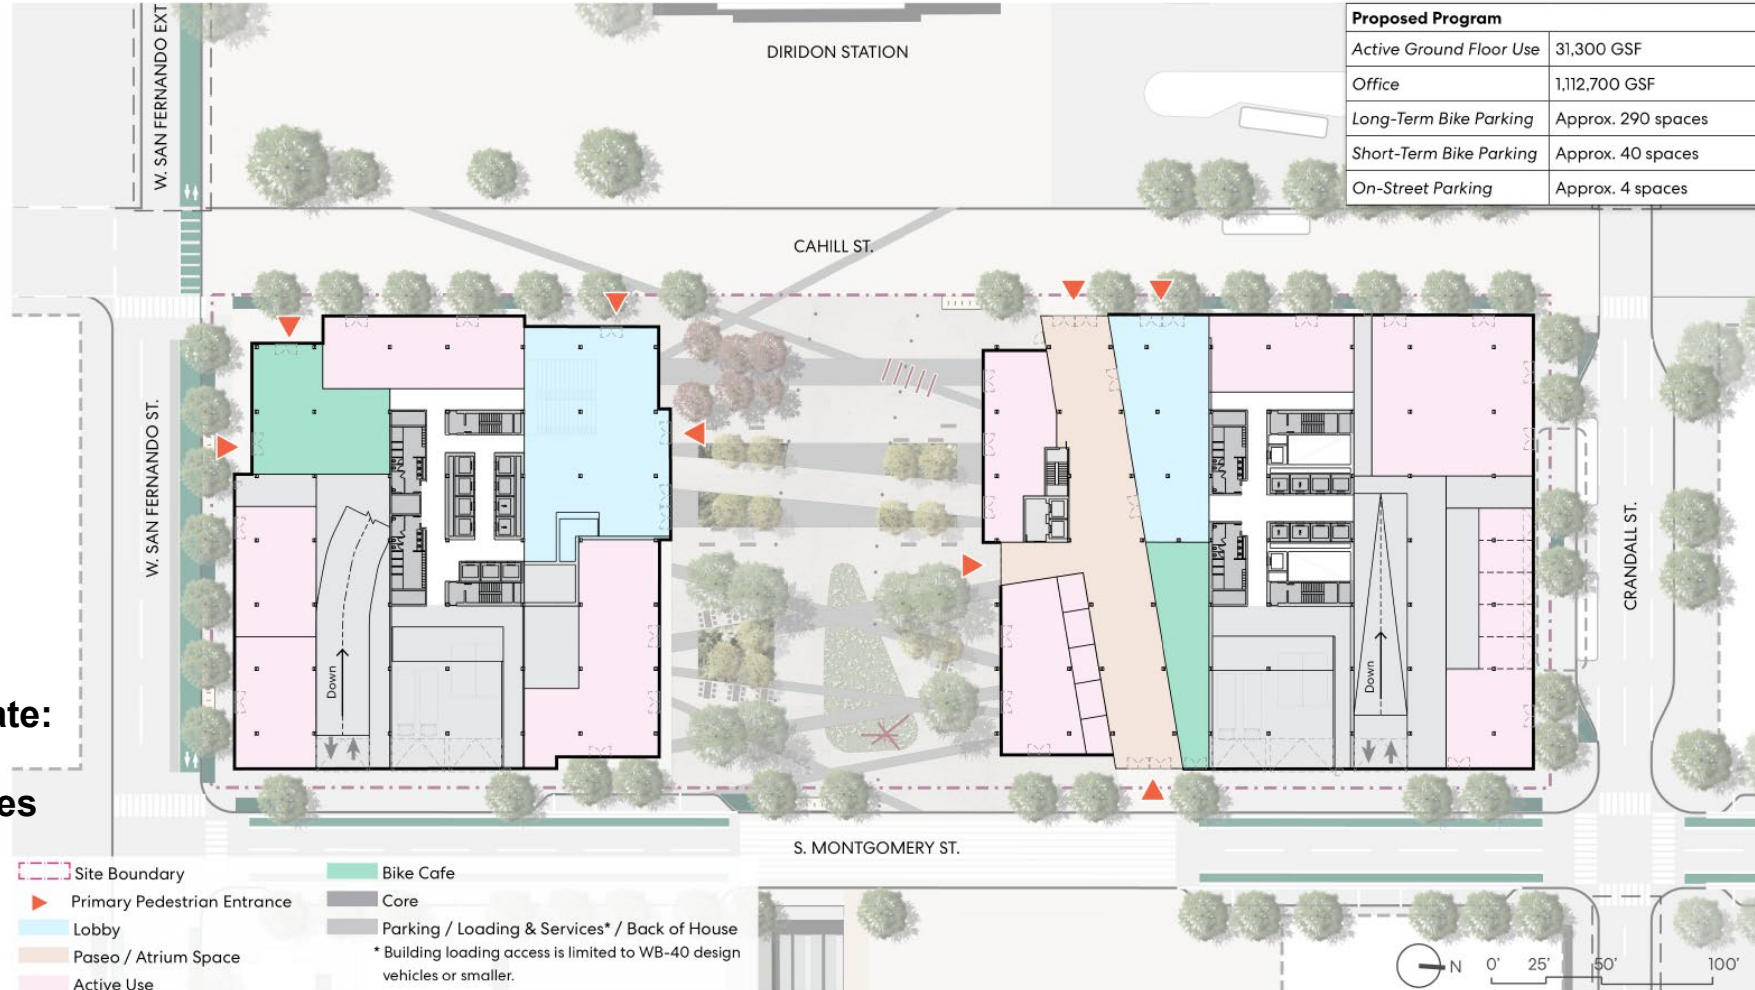 W. SAN FERNANDO EXT
DIRIDON STATION
Proposed Program
Active Ground Floor Use 31,300 GSF
Office 1,112,700 GSF
Long-Term Bike Parking Approx. 290 spaces
Short-Term Bike Parking Approx. 40 spaces
On-Street Parking Approx. 4 spaces
CAHILL ST.
W. SAN FERNANDO ST.
CRANDALL ST.
Down
Down
ate:
es
S. MONTGOMERY ST.
Site Boundary
Primary Pedestrian Entrance
Lobby
Paseo / Atrium Space
Active Use
Bike Cafe
Core
Parking / Loading & Services* / Back of House
* Building loading access is limited to WB-40 design
vehicles or smaller.
N 0' 25' 50' 100'